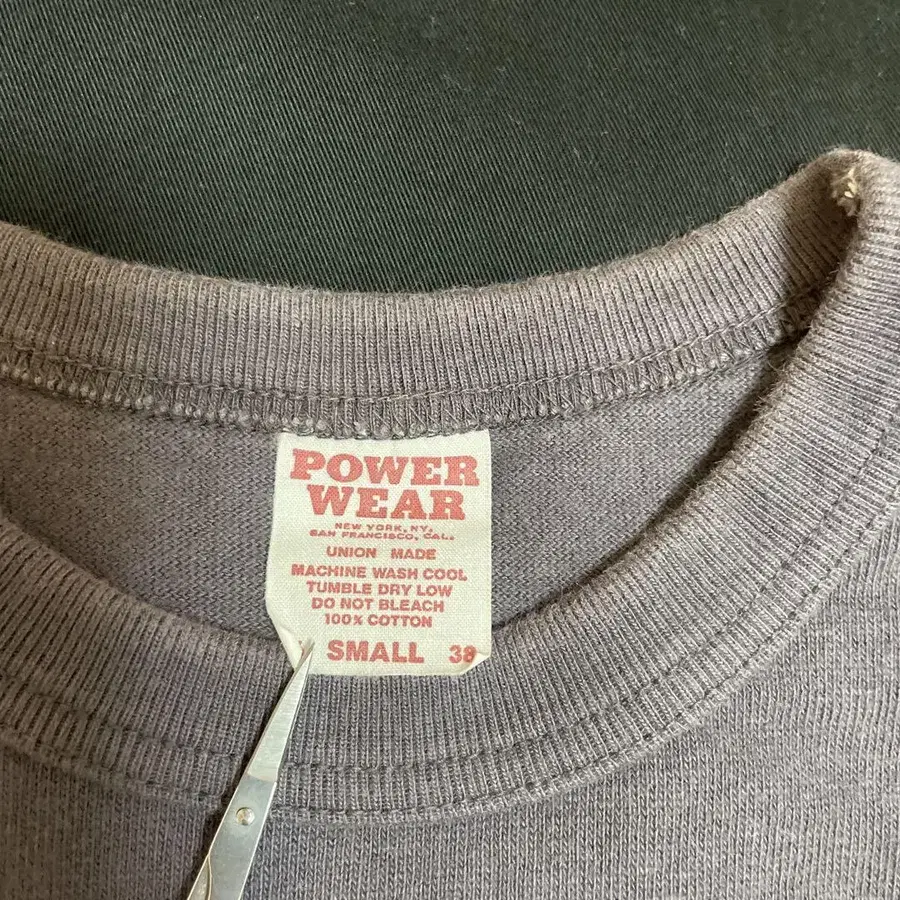 POWER
WEAR
NEW YORK, NY.
SAN FRANCISCO, CAL.
UNION MADE
MACHINE WASH COOL
TUMBLE DRY LOW
DO NOT BLEACH
100% COTTON
SMALL 38